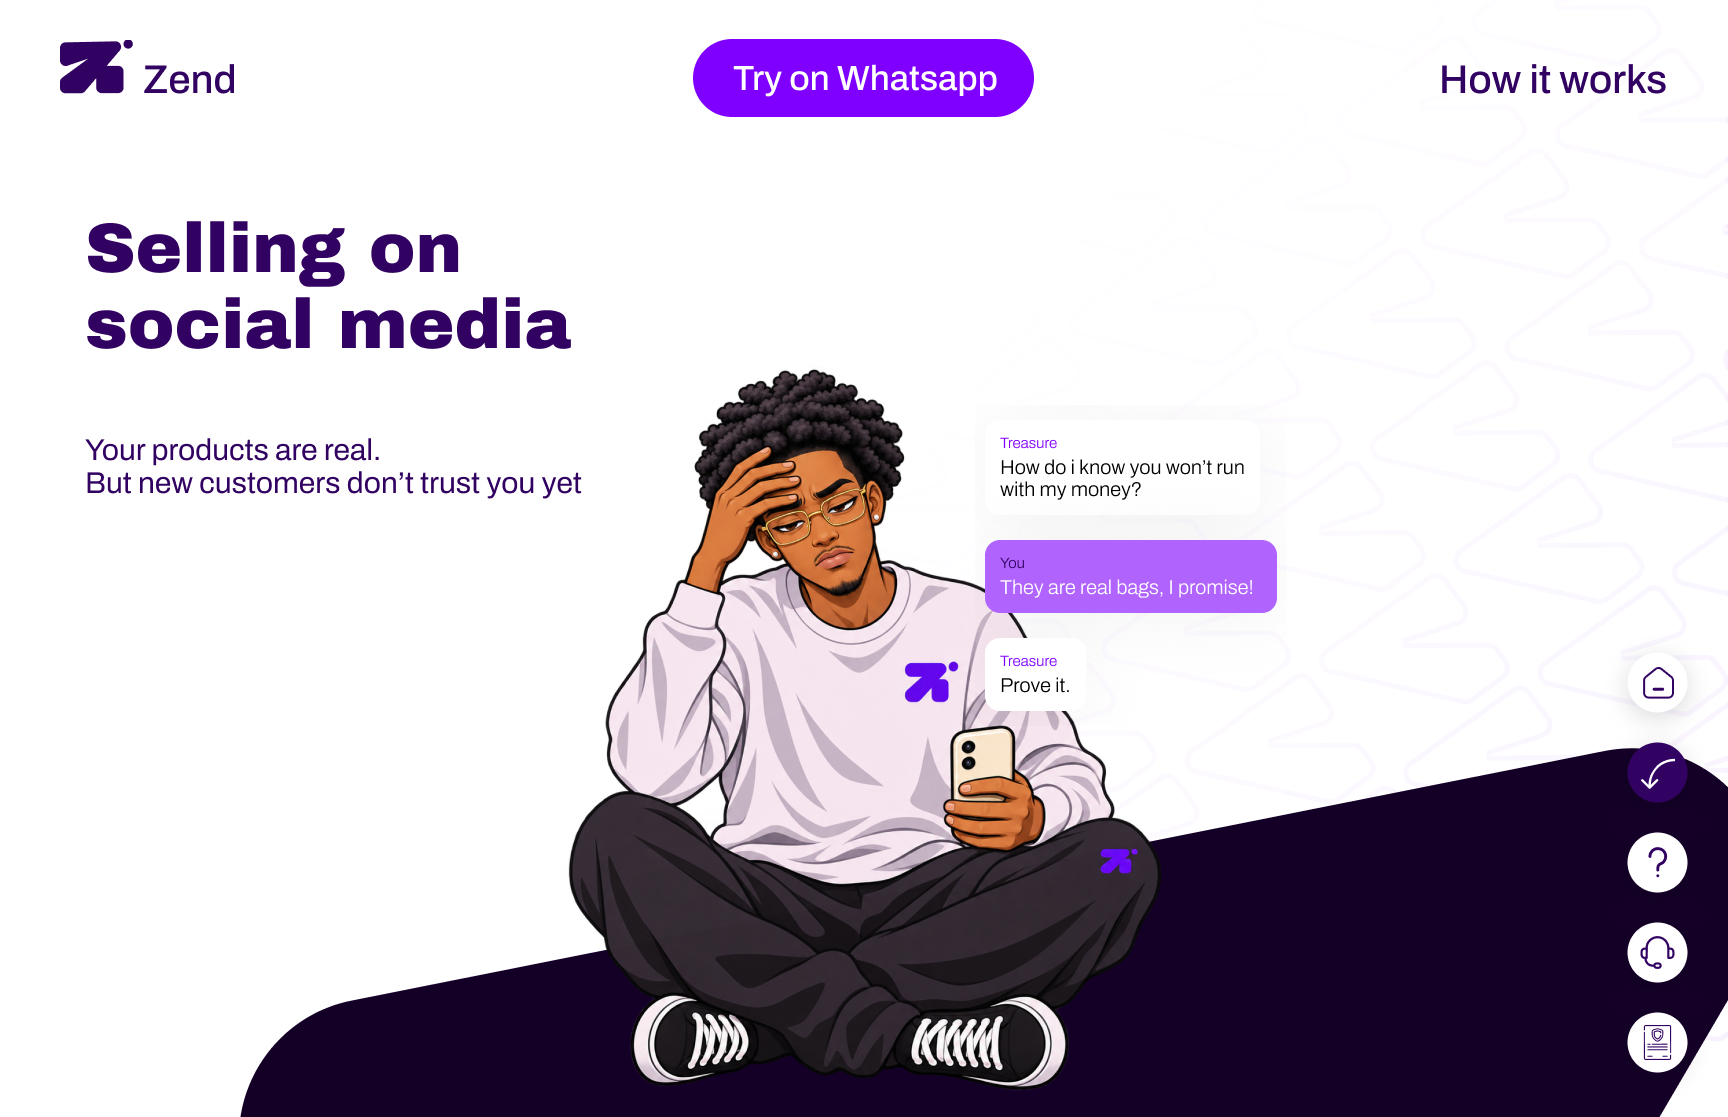 Zend
Try on Whatsapp
How it works
Selling on
social media
Your products are real.
But new customers don’t trust you yet
Treasure
How do i know you won’t run
with my money?
You
They are real bags, I promise!
Treasure
Prove it.